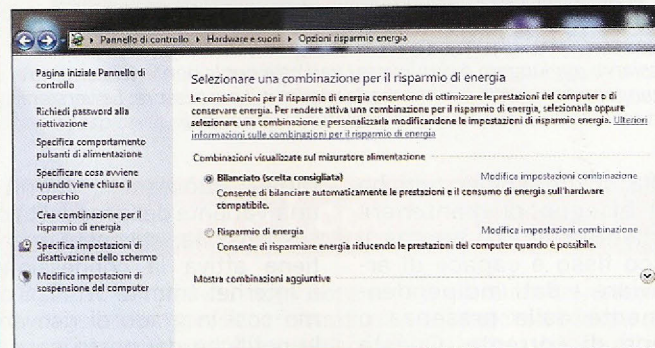 Pannello di controllo ▸ Hardware e suoni ▸ Opzioni risparmio energia
Pagina iniziale Pannello di
controllo
Richiedi password alla
riattivazione
Specifica comportamento
pulsanti di alimentazione
Specificare cosa avviene
quando viene chiuso il
coperchio
Crea combinazione per il
risparmio di energia
Specifica impostazioni di
disattivazione dello schermo
Modifica impostazioni di
sospensione del computer
Selezionare una combinazione per il risparmio di energia
Le combinazioni per il risparmio di energia consentono di ottimizzare le prestazioni del computer o di
conservare energia. Per rendere attiva una combinazione per il risparmio di energia, selezionarla oppure
selezionare una combinazione e personalizzarla modificandone le impostazioni di risparmio energia. Ulteriori
informazioni sulle combinazioni per il risparmio di energia
Combinazioni visualizzate sul misuratore alimentazione
Bilanciato (scelta consigliata) Modifica impostazioni combinazione
Consente di bilanciare automaticamente le prestazioni e il consumo di energia sull'hardware
compatibile.
Risparmio di energia Modifica impostazioni combinazione
Consente di risparmiare energia riducendo le prestazioni del computer quando è possibile.
Mostra combinazioni aggiuntive